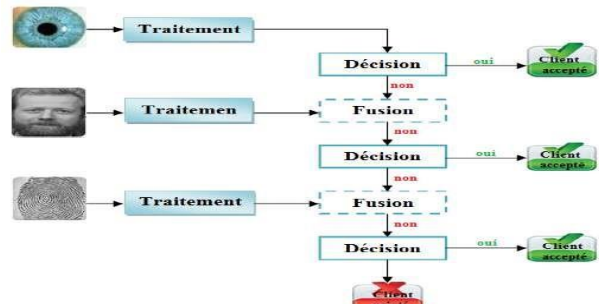 Traitement
Décision
oui
Client
accepté
non
Traitemen
Fusion
non
Décision
oui
Client
accepté
non
Traitement
Fusion
non
Décision
oui
Client
accepté
Client